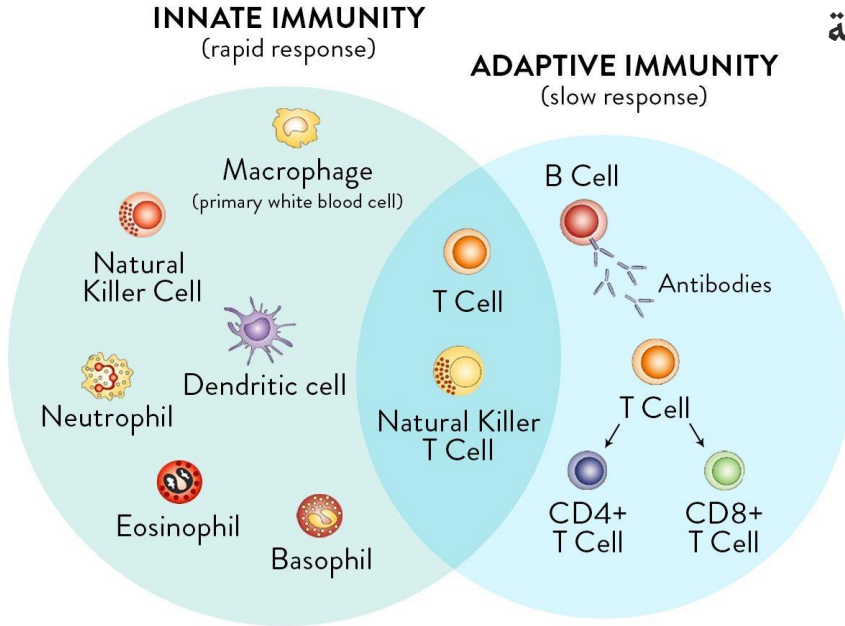 INNATE IMMUNITY
(rapid response)
ة
ADAPTIVE IMMUNITY
(slow response)
Macrophage
(primary white blood cell)
B Cell
Natural
Killer Cell
Antibodies
T Cell
Dendritic cell
Neutrophil
T Cell
Natural Killer
T Cell
Eosinophil
Basophil
CD4+
T Cell
CD8+
T Cell